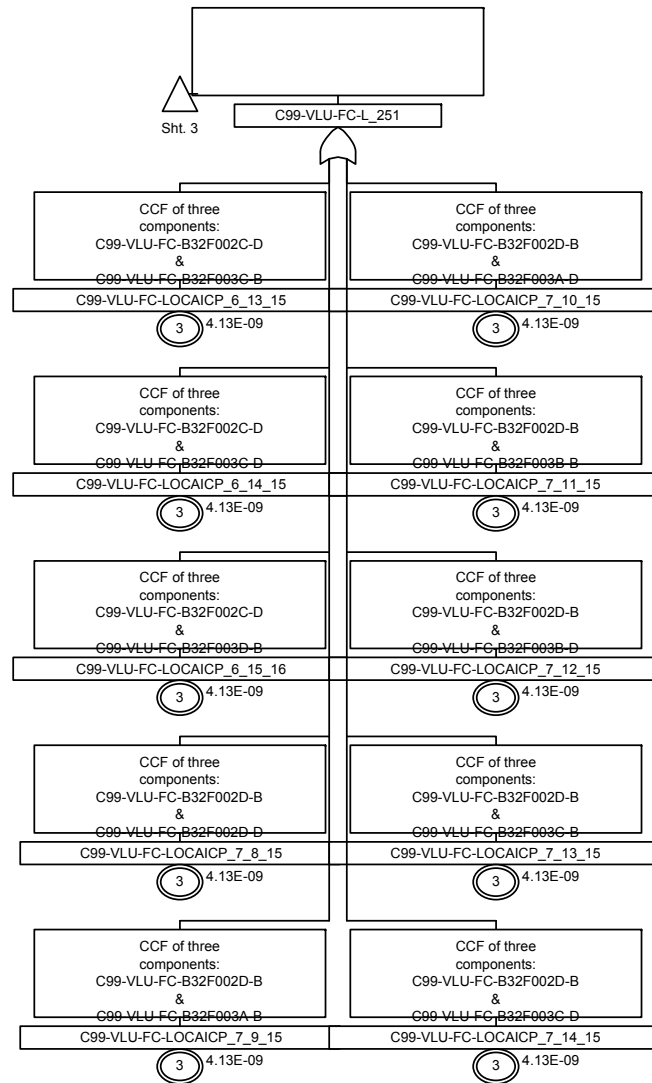 Sht. 3
C99-VLU-FC-L_251
CCF of three
components:
C99-VLU-FC-B32F002C-D
&
C99-VLU-FC-B32F003C-B
C99-VLU-FC-LOCAICP_6_13_15
3
4.13E-09
CCF of three
components:
C99-VLU-FC-B32F002D-B
&
C99-VLU-FC-B32F003A-D
C99-VLU-FC-LOCAICP_7_10_15
3
4.13E-09
CCF of three
components:
C99-VLU-FC-B32F002C-D
&
C99-VLU-FC-B32F003C-D
C99-VLU-FC-LOCAICP_6_14_15
3
4.13E-09
CCF of three
components:
C99-VLU-FC-B32F002D-B
&
C99-VLU-FC-B32F003B-B
C99-VLU-FC-LOCAICP_7_11_15
3
4.13E-09
CCF of three
components:
C99-VLU-FC-B32F002C-D
&
C99-VLU-FC-B32F003D-B
C99-VLU-FC-LOCAICP_6_15_16
3
4.13E-09
CCF of three
components:
C99-VLU-FC-B32F002D-B
&
C99-VLU-FC-B32F003B-D
C99-VLU-FC-LOCAICP_7_12_15
3
4.13E-09
CCF of three
components:
C99-VLU-FC-B32F002D-B
&
C99-VLU-FC-B32F002D-D
C99-VLU-FC-LOCAICP_7_8_15
3
4.13E-09
CCF of three
components:
C99-VLU-FC-B32F002D-B
&
C99-VLU-FC-B32F003C-B
C99-VLU-FC-LOCAICP_7_13_15
3
4.13E-09
CCF of three
components:
C99-VLU-FC-B32F002D-B
&
C99-VLU-FC-B32F003A-B
C99-VLU-FC-LOCAICP_7_9_15
3
4.13E-09
CCF of three
components:
C99-VLU-FC-B32F002D-B
&
C99-VLU-FC-B32F003C-D
C99-VLU-FC-LOCAICP_7_14_15
3
4.13E-09